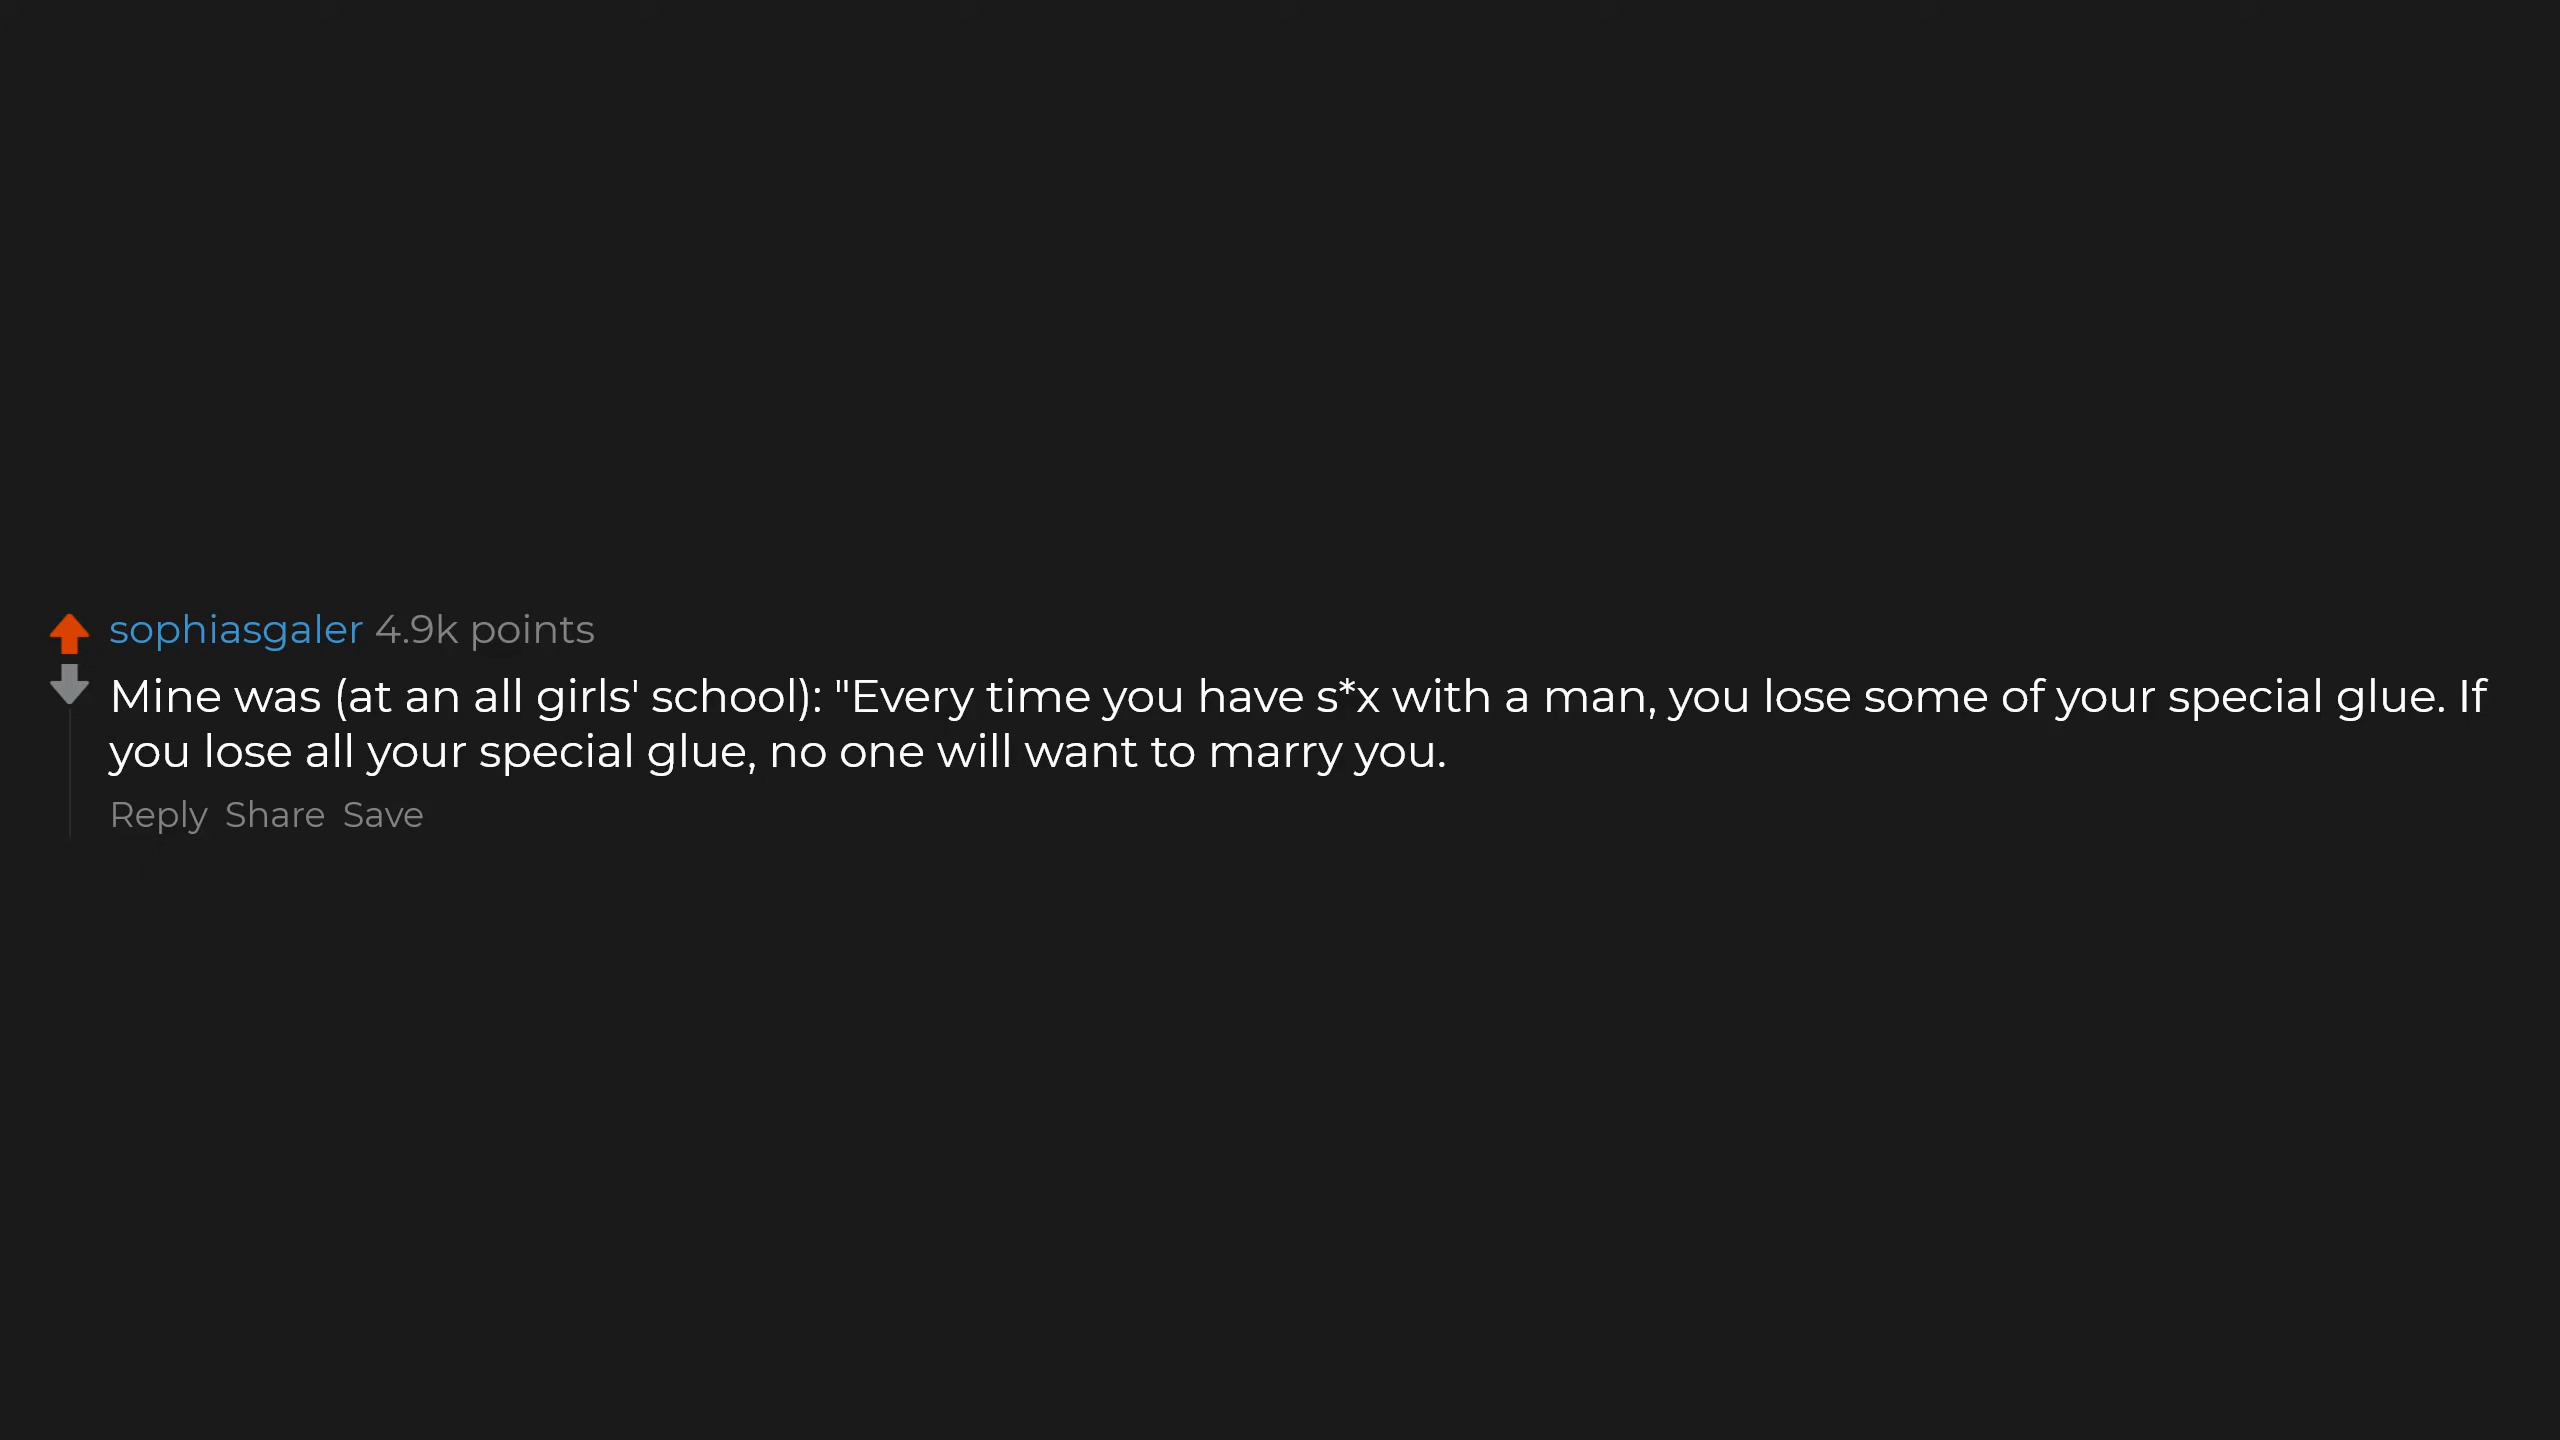 sophiasgaler 4.9k points
Mine was (at an all girls' school): "Every time you have s*x with a man, you lose some of your special glue. If
you lose all your special glue, no one will want to marry you.
Reply Share Save